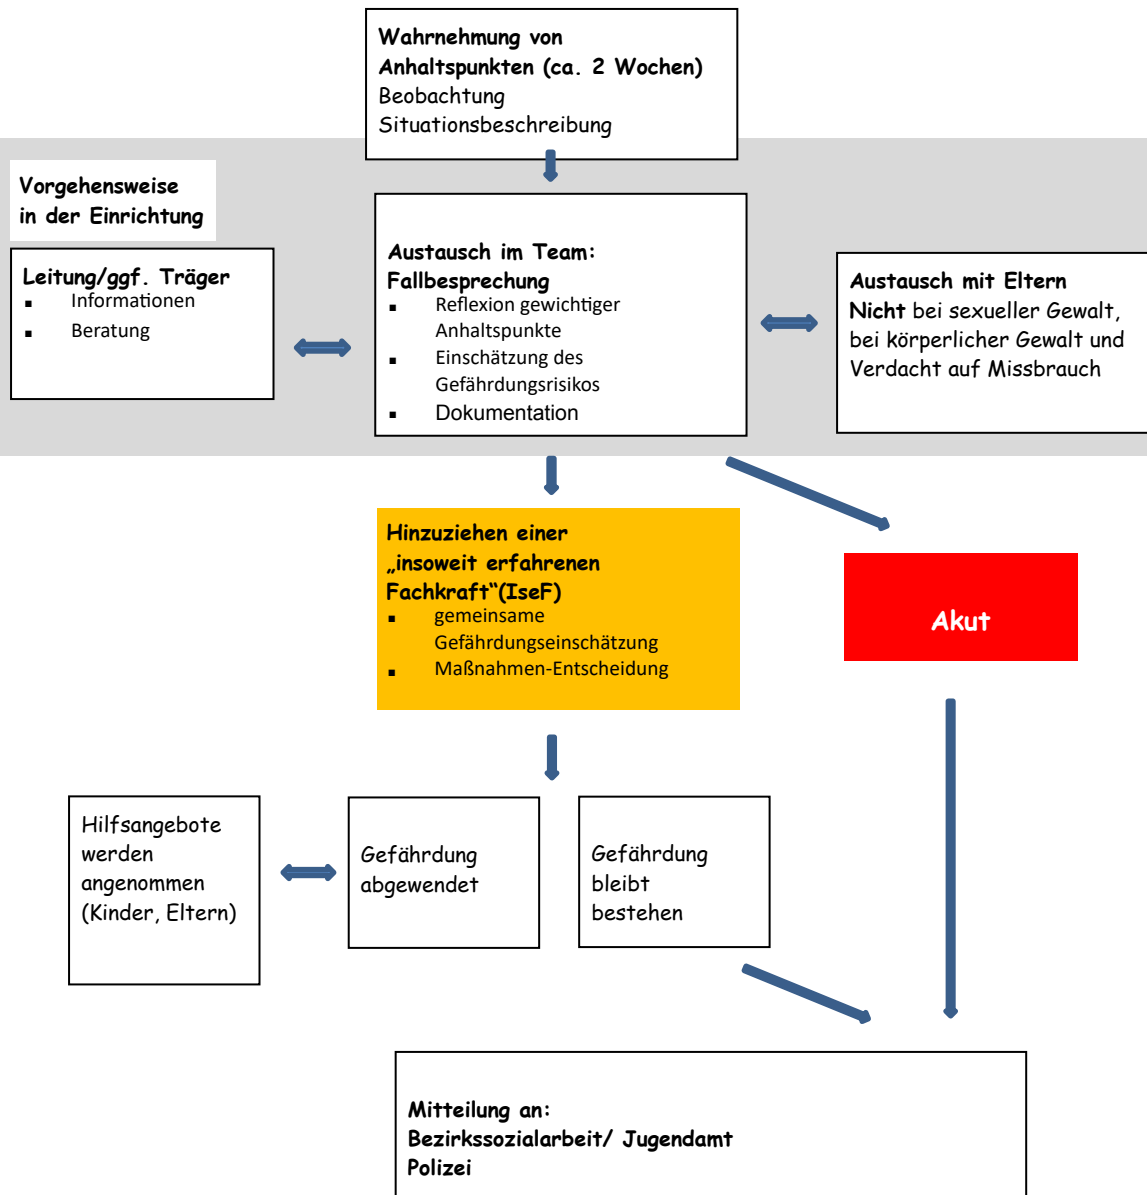 Wahrnehmung von
Anhaltspunkten (ca. 2 Wochen)
Beobachtung
Situationsbeschreibung
Vorgehensweise
in der Einrichtung
Leitung/ggf. Träger
▪ Informationen
▪ Beratung
Austausch im Team:
Fallbesprechung
▪ Reflexion gewichtiger
Anhaltspunkte
▪ Einschätzung des
Gefährdungsrisikos
▪ Dokumentation
Austausch mit Eltern
Nicht bei sexueller Gewalt,
bei körperlicher Gewalt und
Verdacht auf Missbrauch
Hinzuziehen einer
„insoweit erfahrenen
Fachkraft“(IseF)
▪ gemeinsame
Gefährdungseinschätzung
▪ Maßnahmen-Entscheidung
Akut
Hilfsangebote
werden
angenommen
(Kinder, Eltern)
Gefährdung
abgewendet
Gefährdung
bleibt
bestehen
Mitteilung an:
Bezirkssozialarbeit/ Jugendamt
Polizei